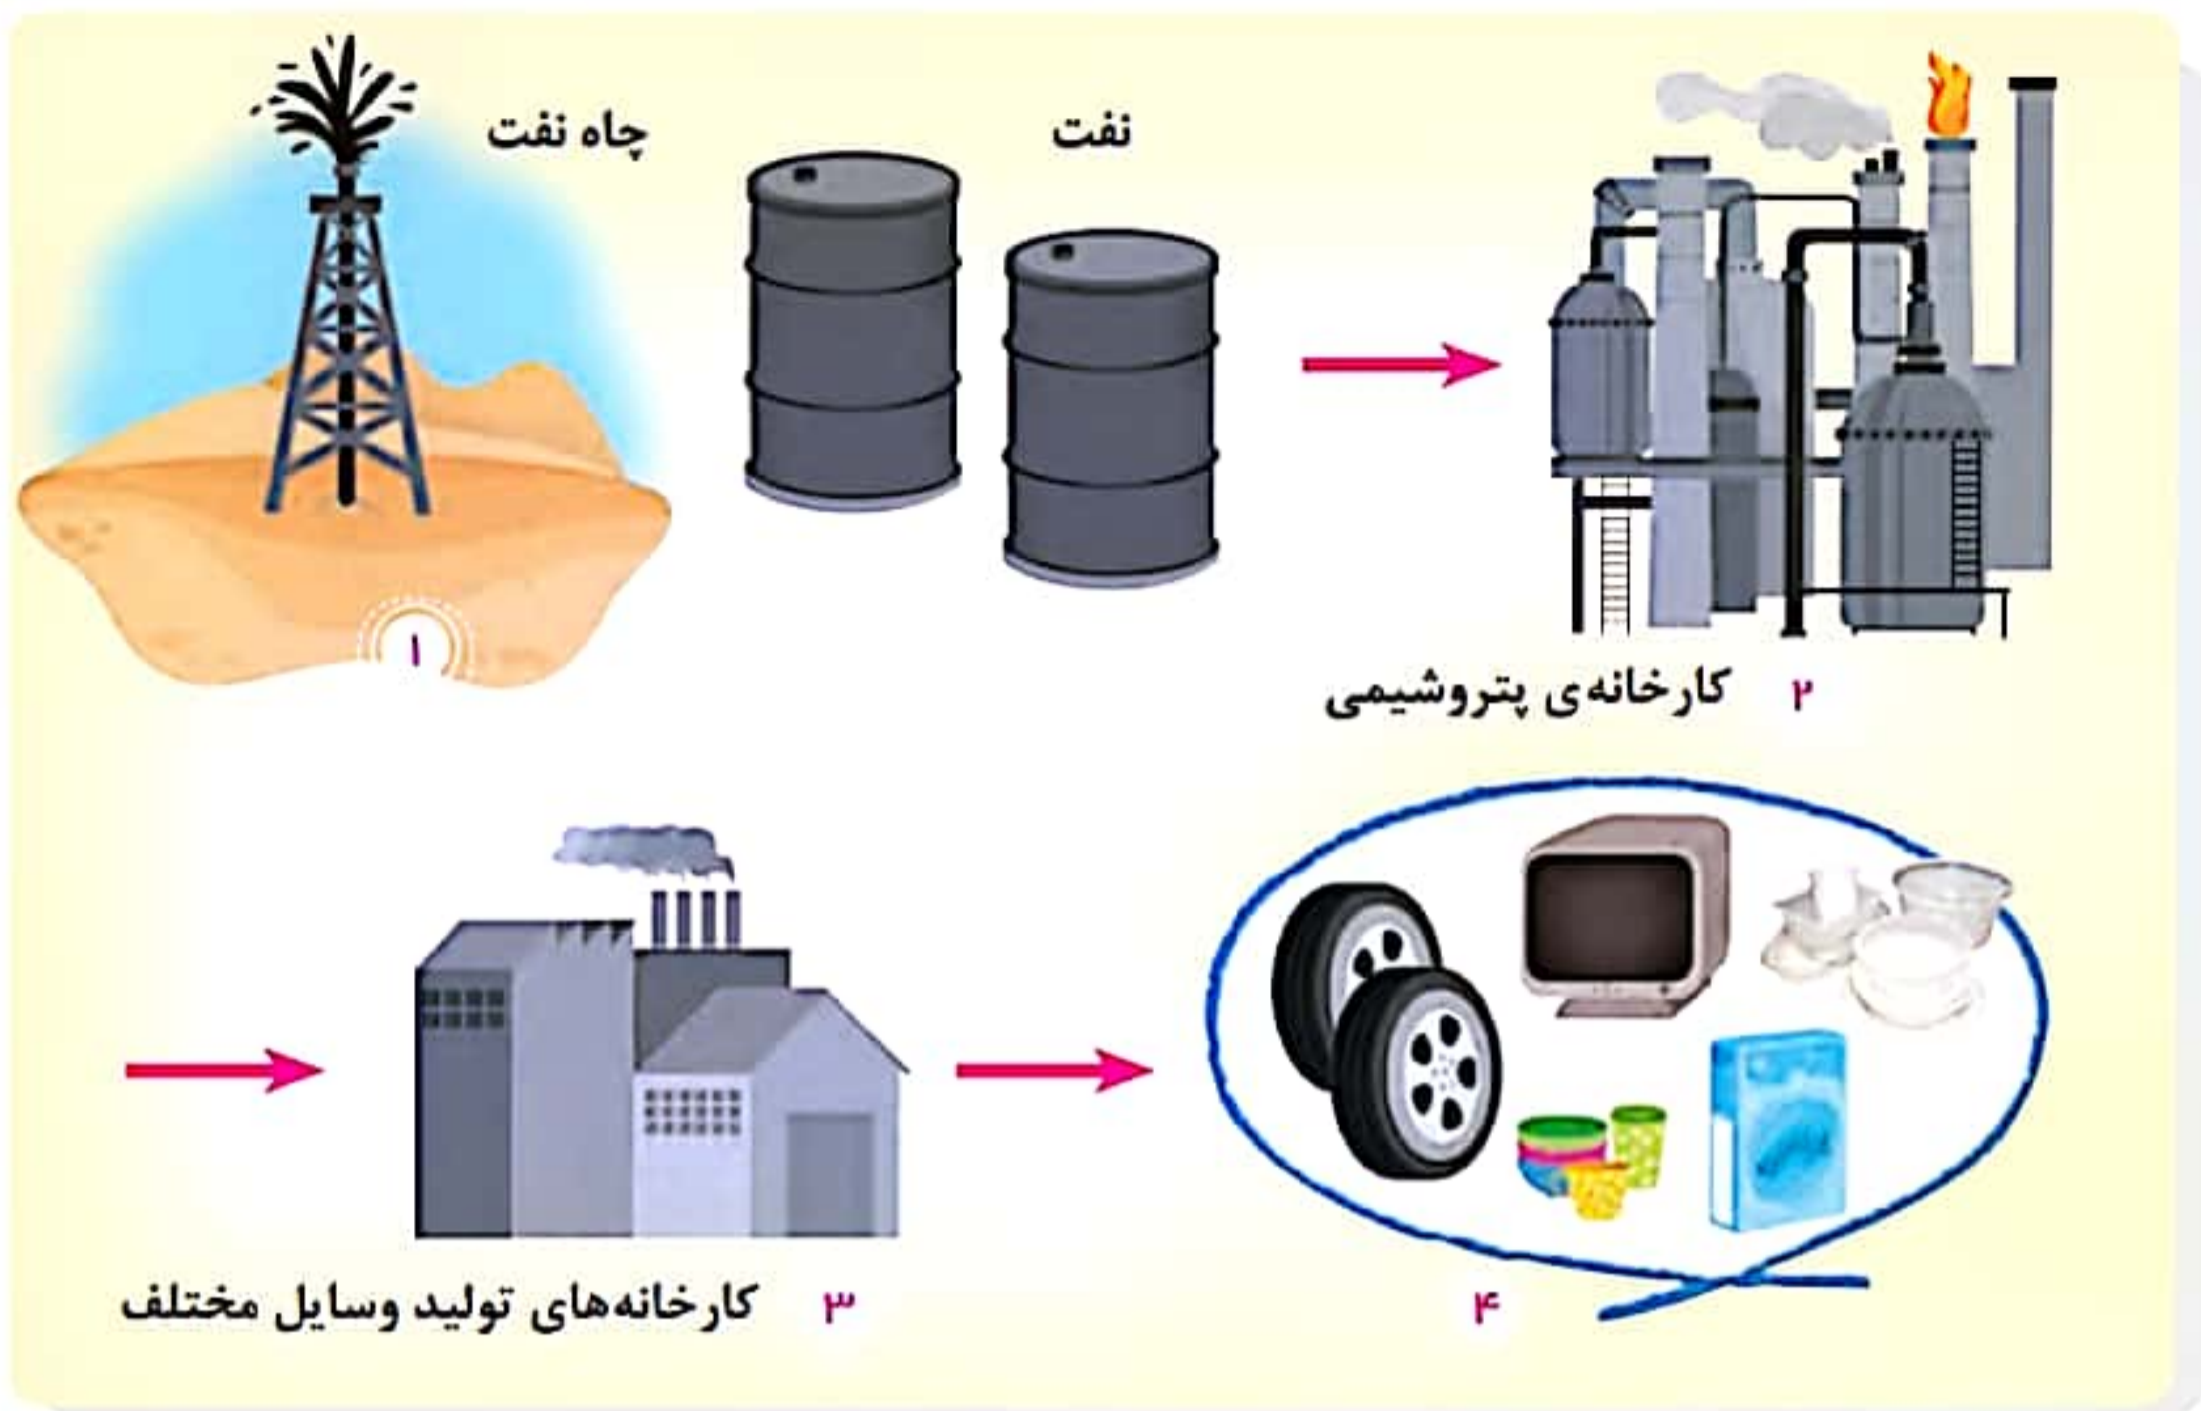 چاه نفت
نفت
۱
۲ کارخانه‌ی پتروشیمی
۳ کارخانه‌های تولید وسایل مختلف
۴